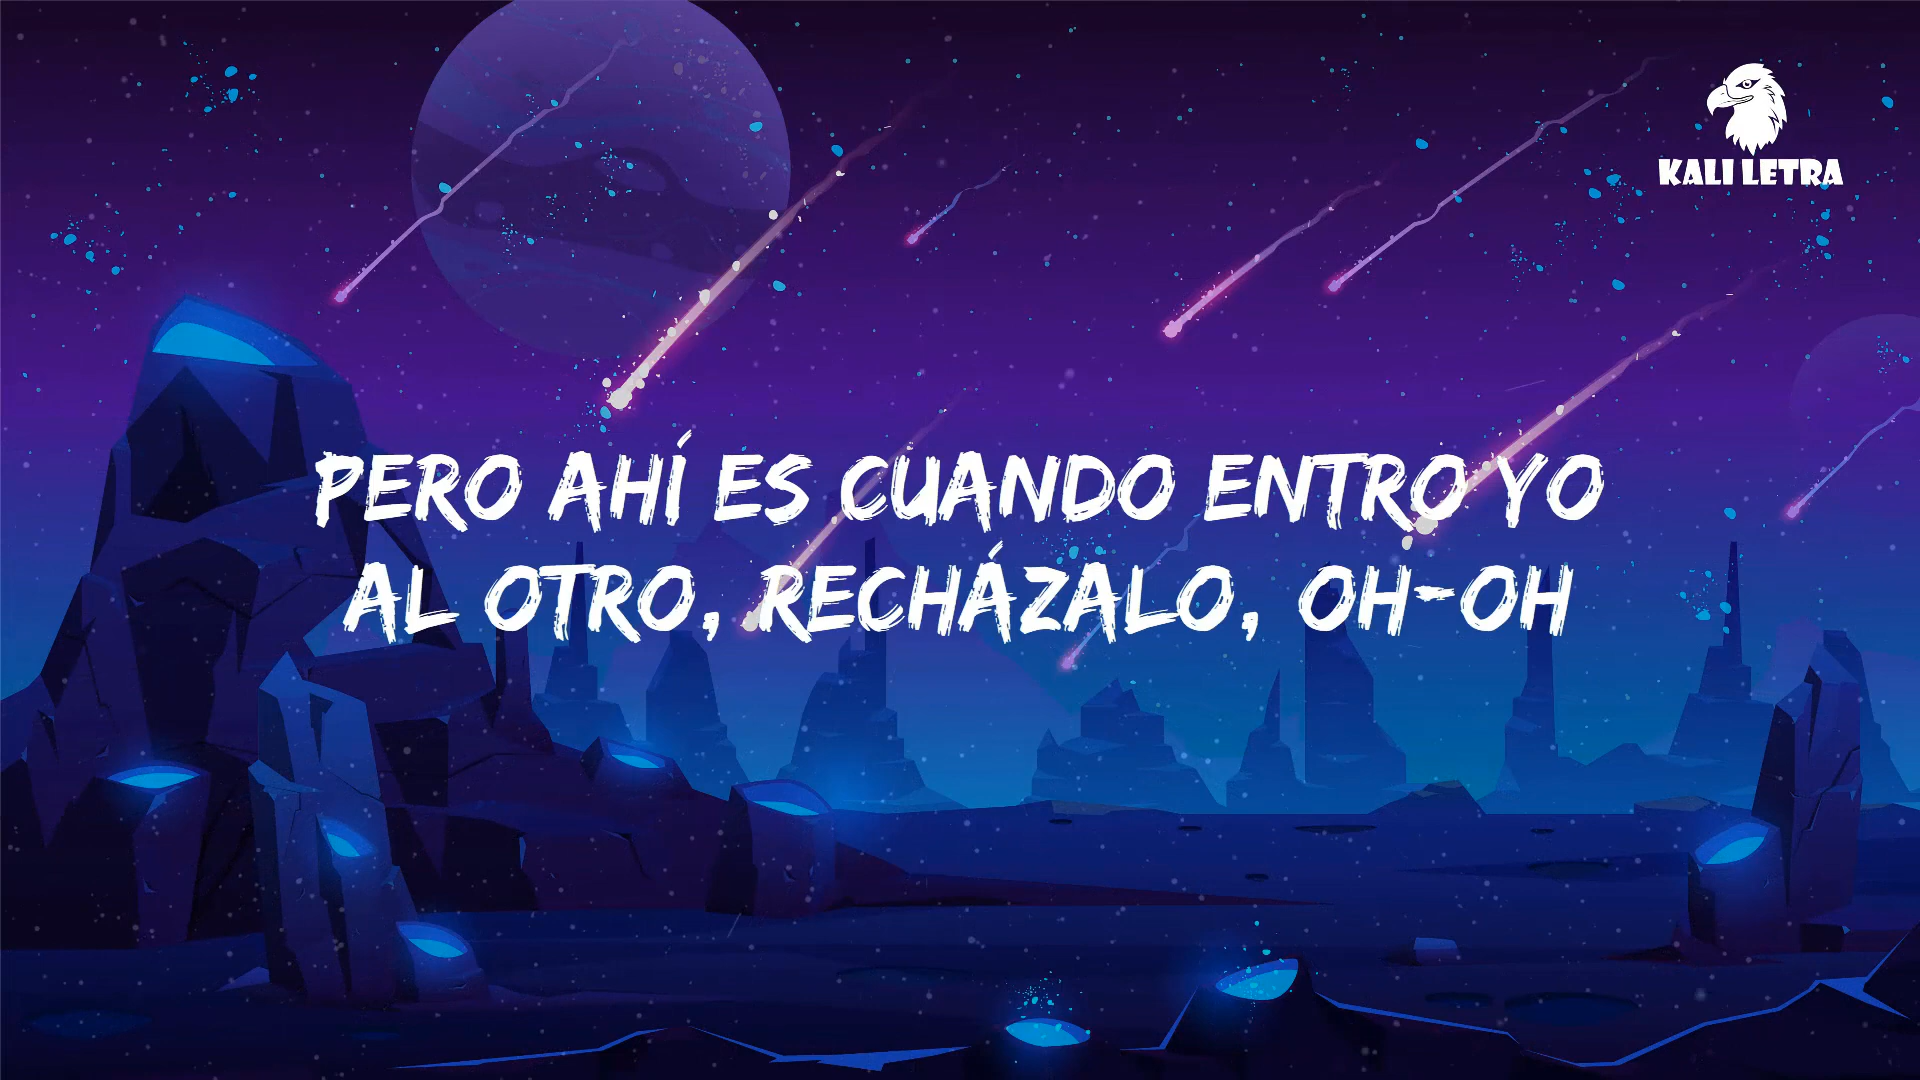 KALI LETRA
PERO AHÍ ES CUANDO ENTRO YO
AL OTRO, RECHÁZALO, OH-OH